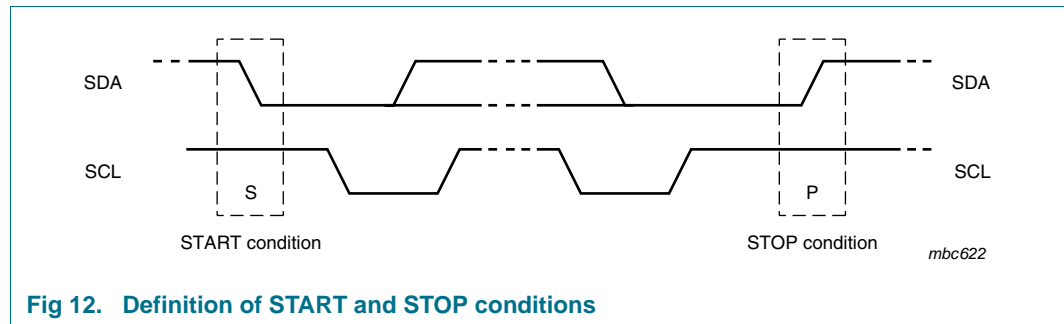 SDA SDA
SCL SCL
S P
START condition STOP condition
mbc622
Fig 12. Definition of START and STOP conditions